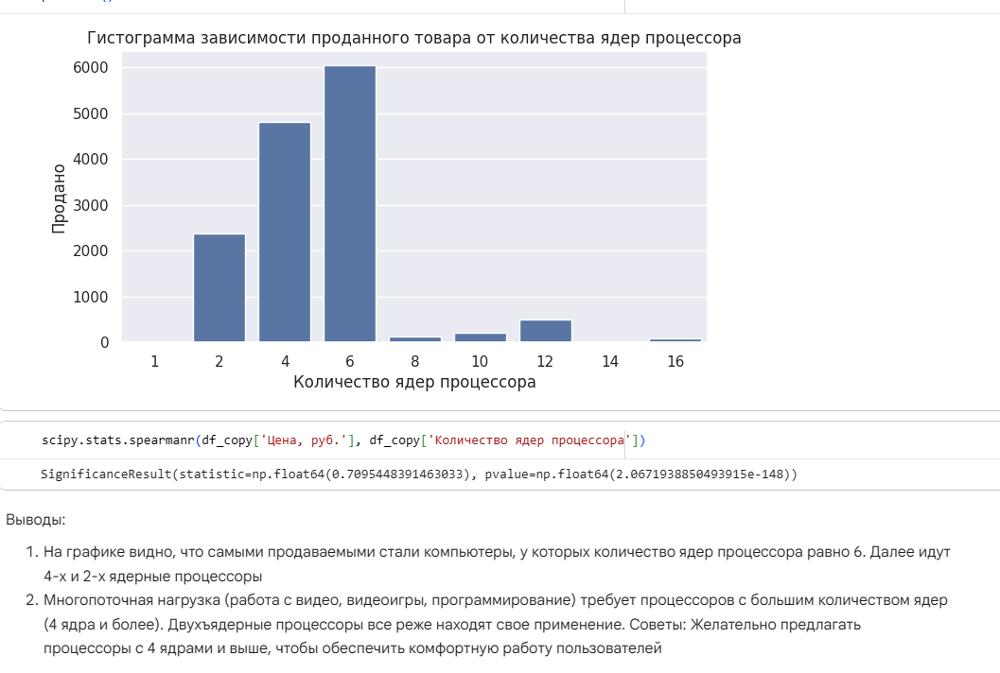 Гистограмма зависимости проданного товара от количества ядер процессора
6000
5000
4000
3000
2000
1000
0
Продано
1 2 4 6 8 10 12 14 16
Количество ядер процессора
scipy.stats.spearmanr(df_copy['Цена, руб.'], df_copy['Количество ядер процессора'])
SignificanceResult(statistic=np.float64(0.7095448391463033), pvalue=np.float64(2.0671938850493915e-148))
Выводы:
1. На графике видно, что самыми продаваемыми стали компьютеры, у которых количество ядер процессора равно 6. Далее идут
4-х и 2-х ядерные процессоры
2. Многопоточная нагрузка (работа с видео, видеоигры, программирование) требует процессоров с большим количеством ядер
(4 ядра и более). Двухъядерные процессоры все реже находят свое применение. Советы: Желательно предлагать
процессоры с 4 ядрами и выше, чтобы обеспечить комфортную работу пользователей